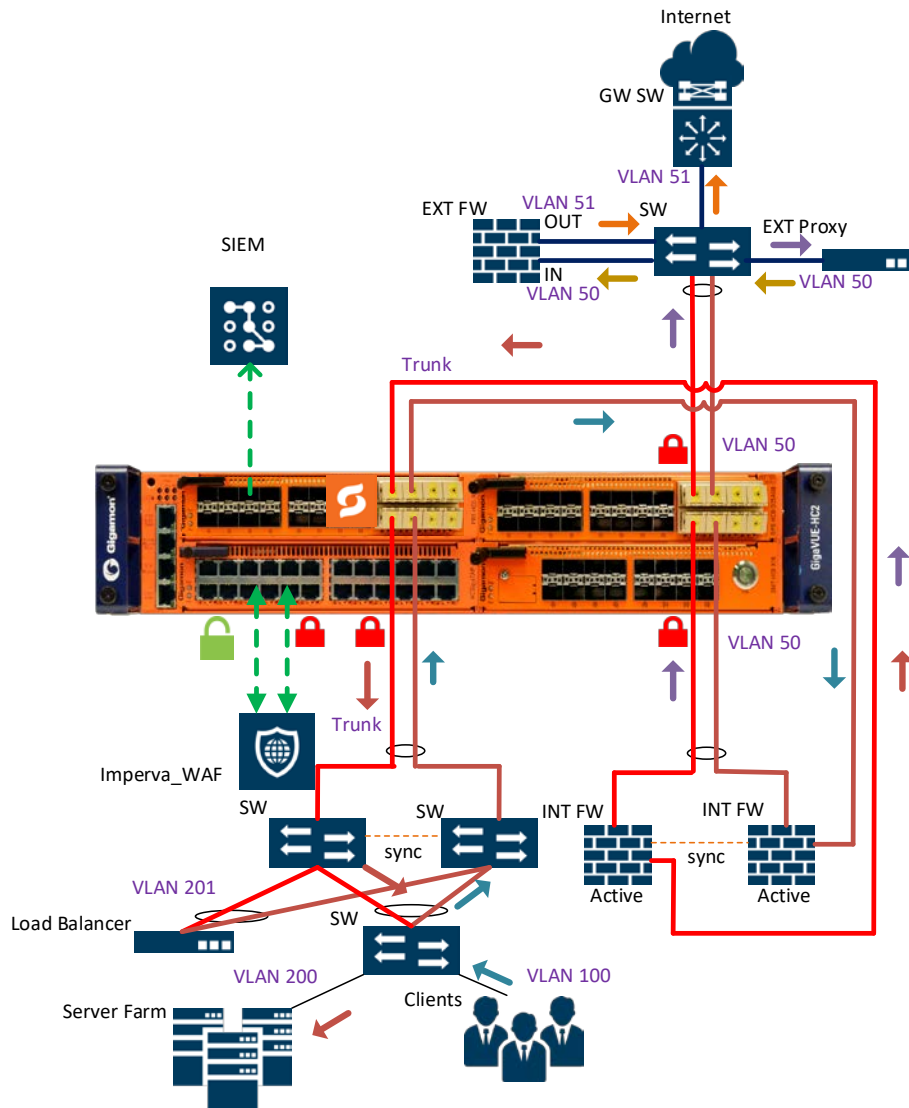 Internet
GW SW
VLAN 51
VLAN 51
SW
EXT FW
OUT
EXT Proxy
SIEM
IN
VLAN 50
VLAN 50
Trunk
VLAN 50
Gigamon
GigaVUE-HC2
VLAN 50
Trunk
Imperva_WAF
SW
SW
INT FW
INT FW
sync
sync
VLAN 201
Active
Active
SW
Load Balancer
VLAN 200
VLAN 100
Clients
Server Farm